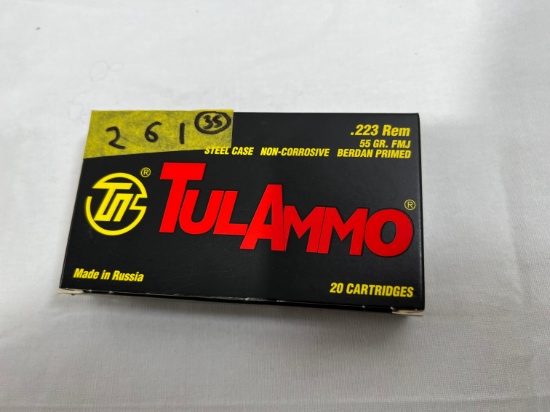 261 35
.223 Rem
55 GR. FMJ
STEEL CASE NON-CORROSIVE BERDAN PRIMED
® TULAMMO ®
Made in Russia
20 CARTRIDGES